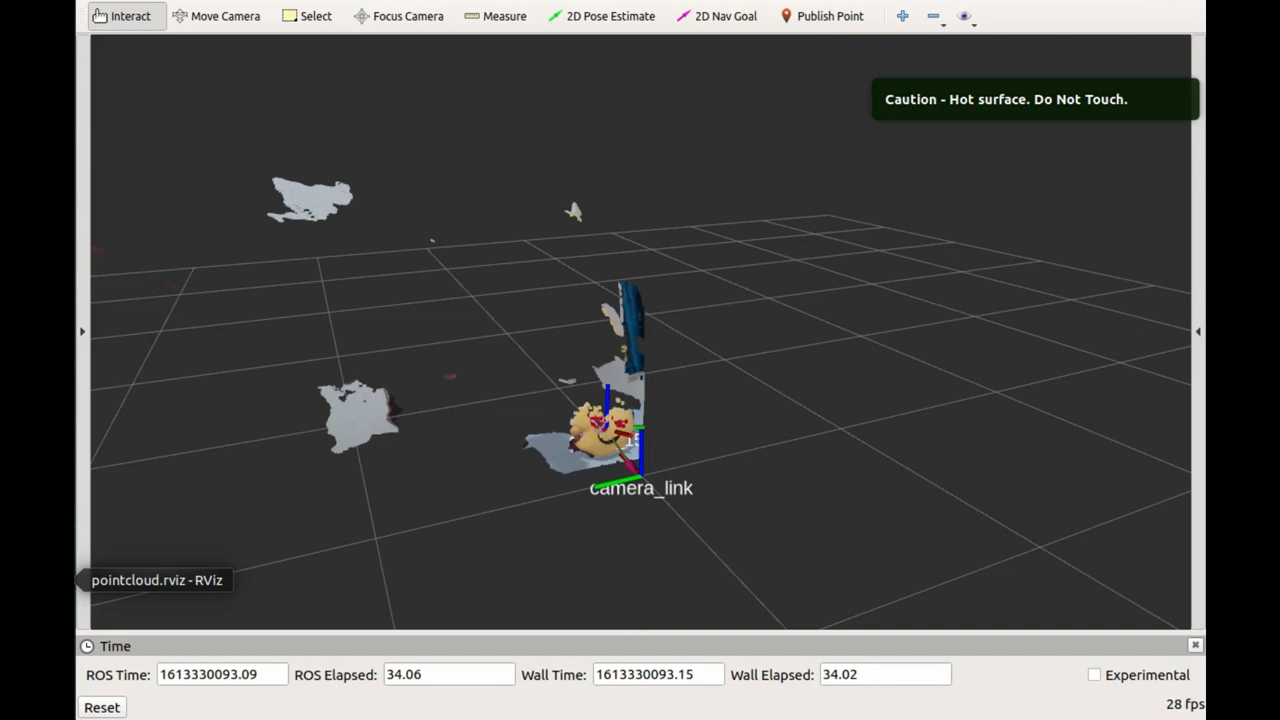 Interact Move Camera Select Focus Camera Measure 2D Pose Estimate 2D Nav Goal Publish Point
Caution - Hot surface. Do Not Touch.
camera_link
pointcloud.rviz - RViz
Time
ROS Time: 1613330093.09 ROS Elapsed: 34.06 Wall Time: 1613330093.15 Wall Elapsed: 34.02 Experimental
Reset 28 fps